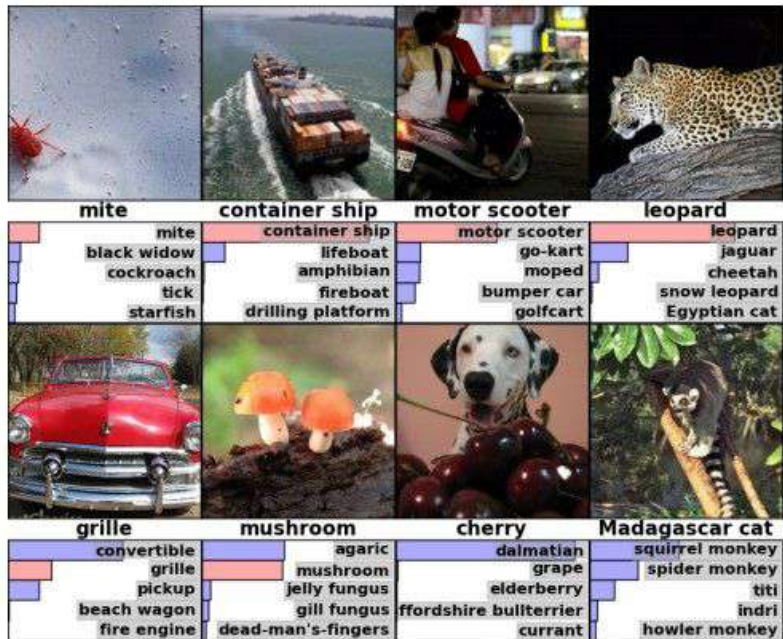 mite
container ship
motor scooter
leopard
mite
black widow
cockroach
tick
starfish
container ship
lifeboat
amphibian
fireboat
drilling platform
motor scooter
go-kart
moped
bumper car
golfcart
leopard
jaguar
cheetah
snow leopard
Egyptian cat
grille
mushroom
cherry
Madagascar cat
convertible
grille
pickup
beach wagon
fire engine
agaric
mushroom
jelly fungus
gill fungus
dead-man's-fingers
dalmatian
grape
elderberry
ffordshire bullterrier
currant
squirrel monkey
spider monkey
titi
indri
howler monkey